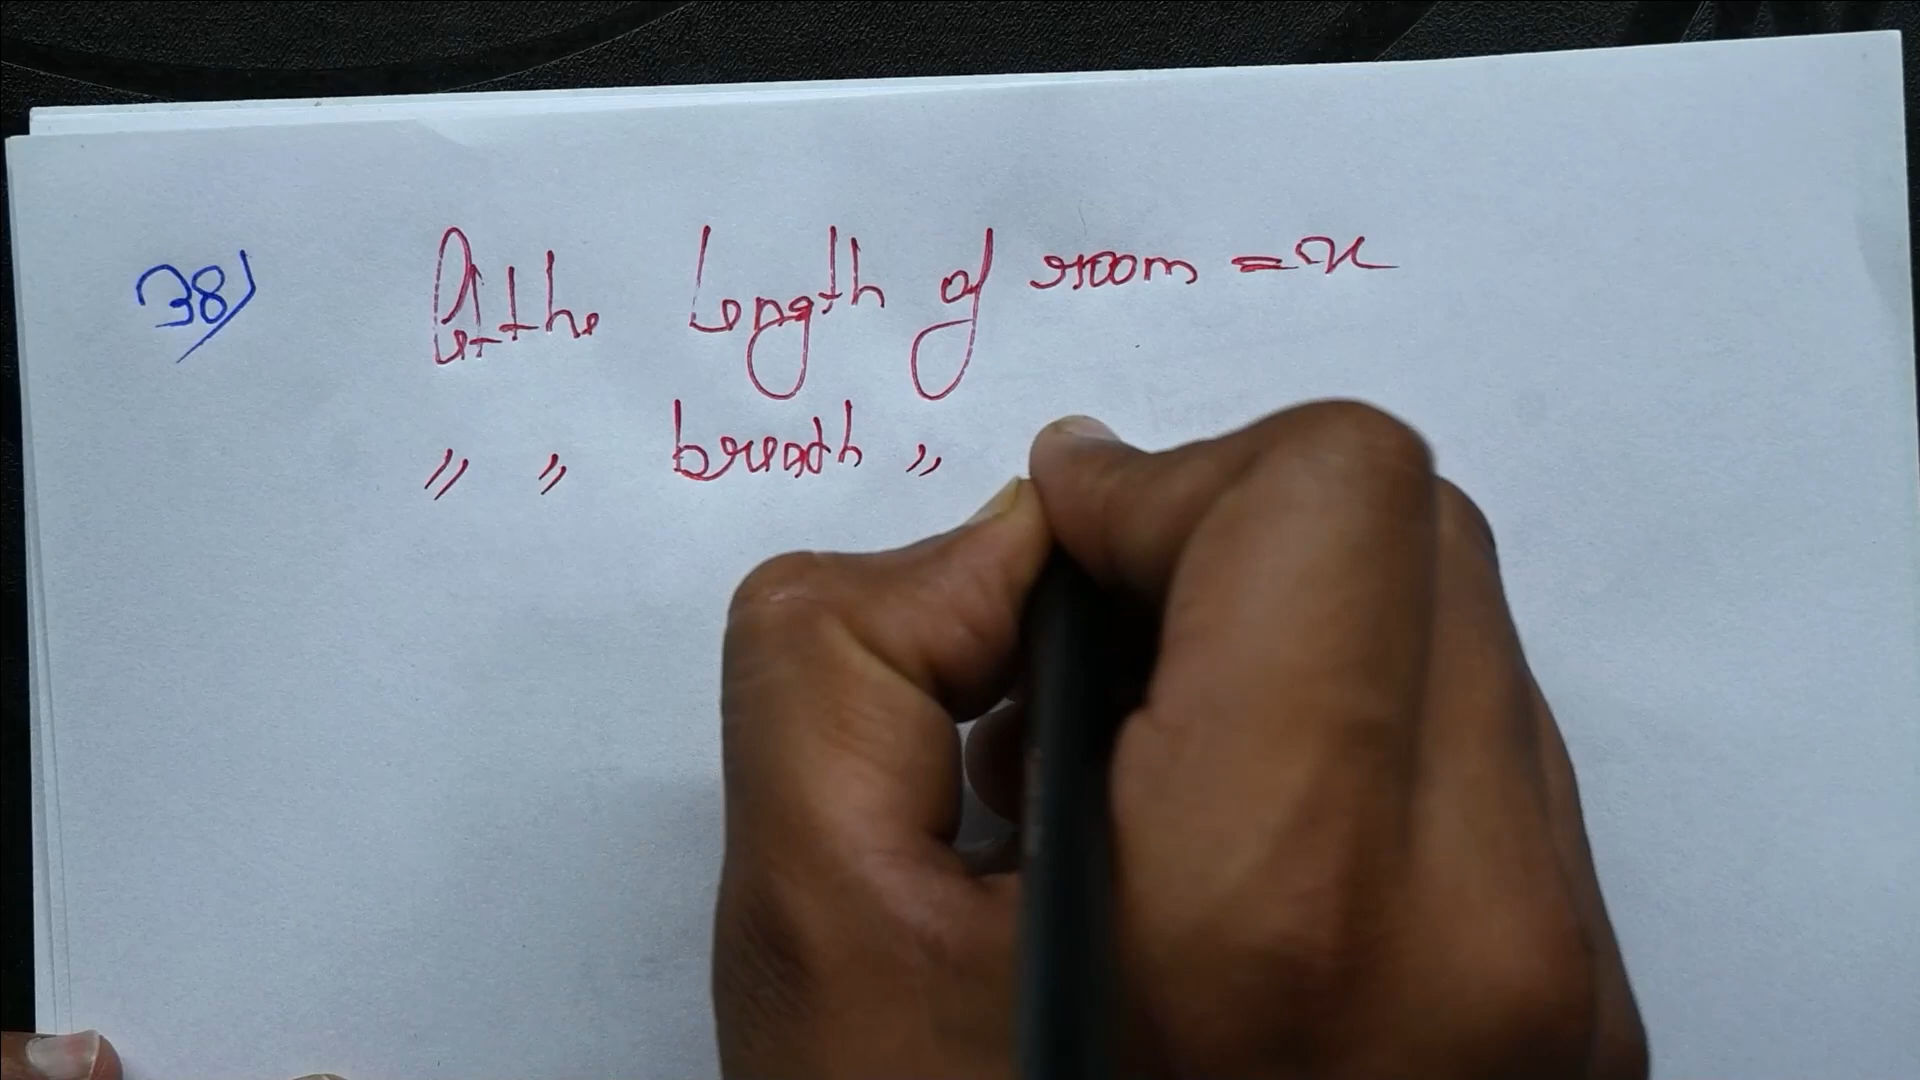 38) Let the length of room = x
" " breath "